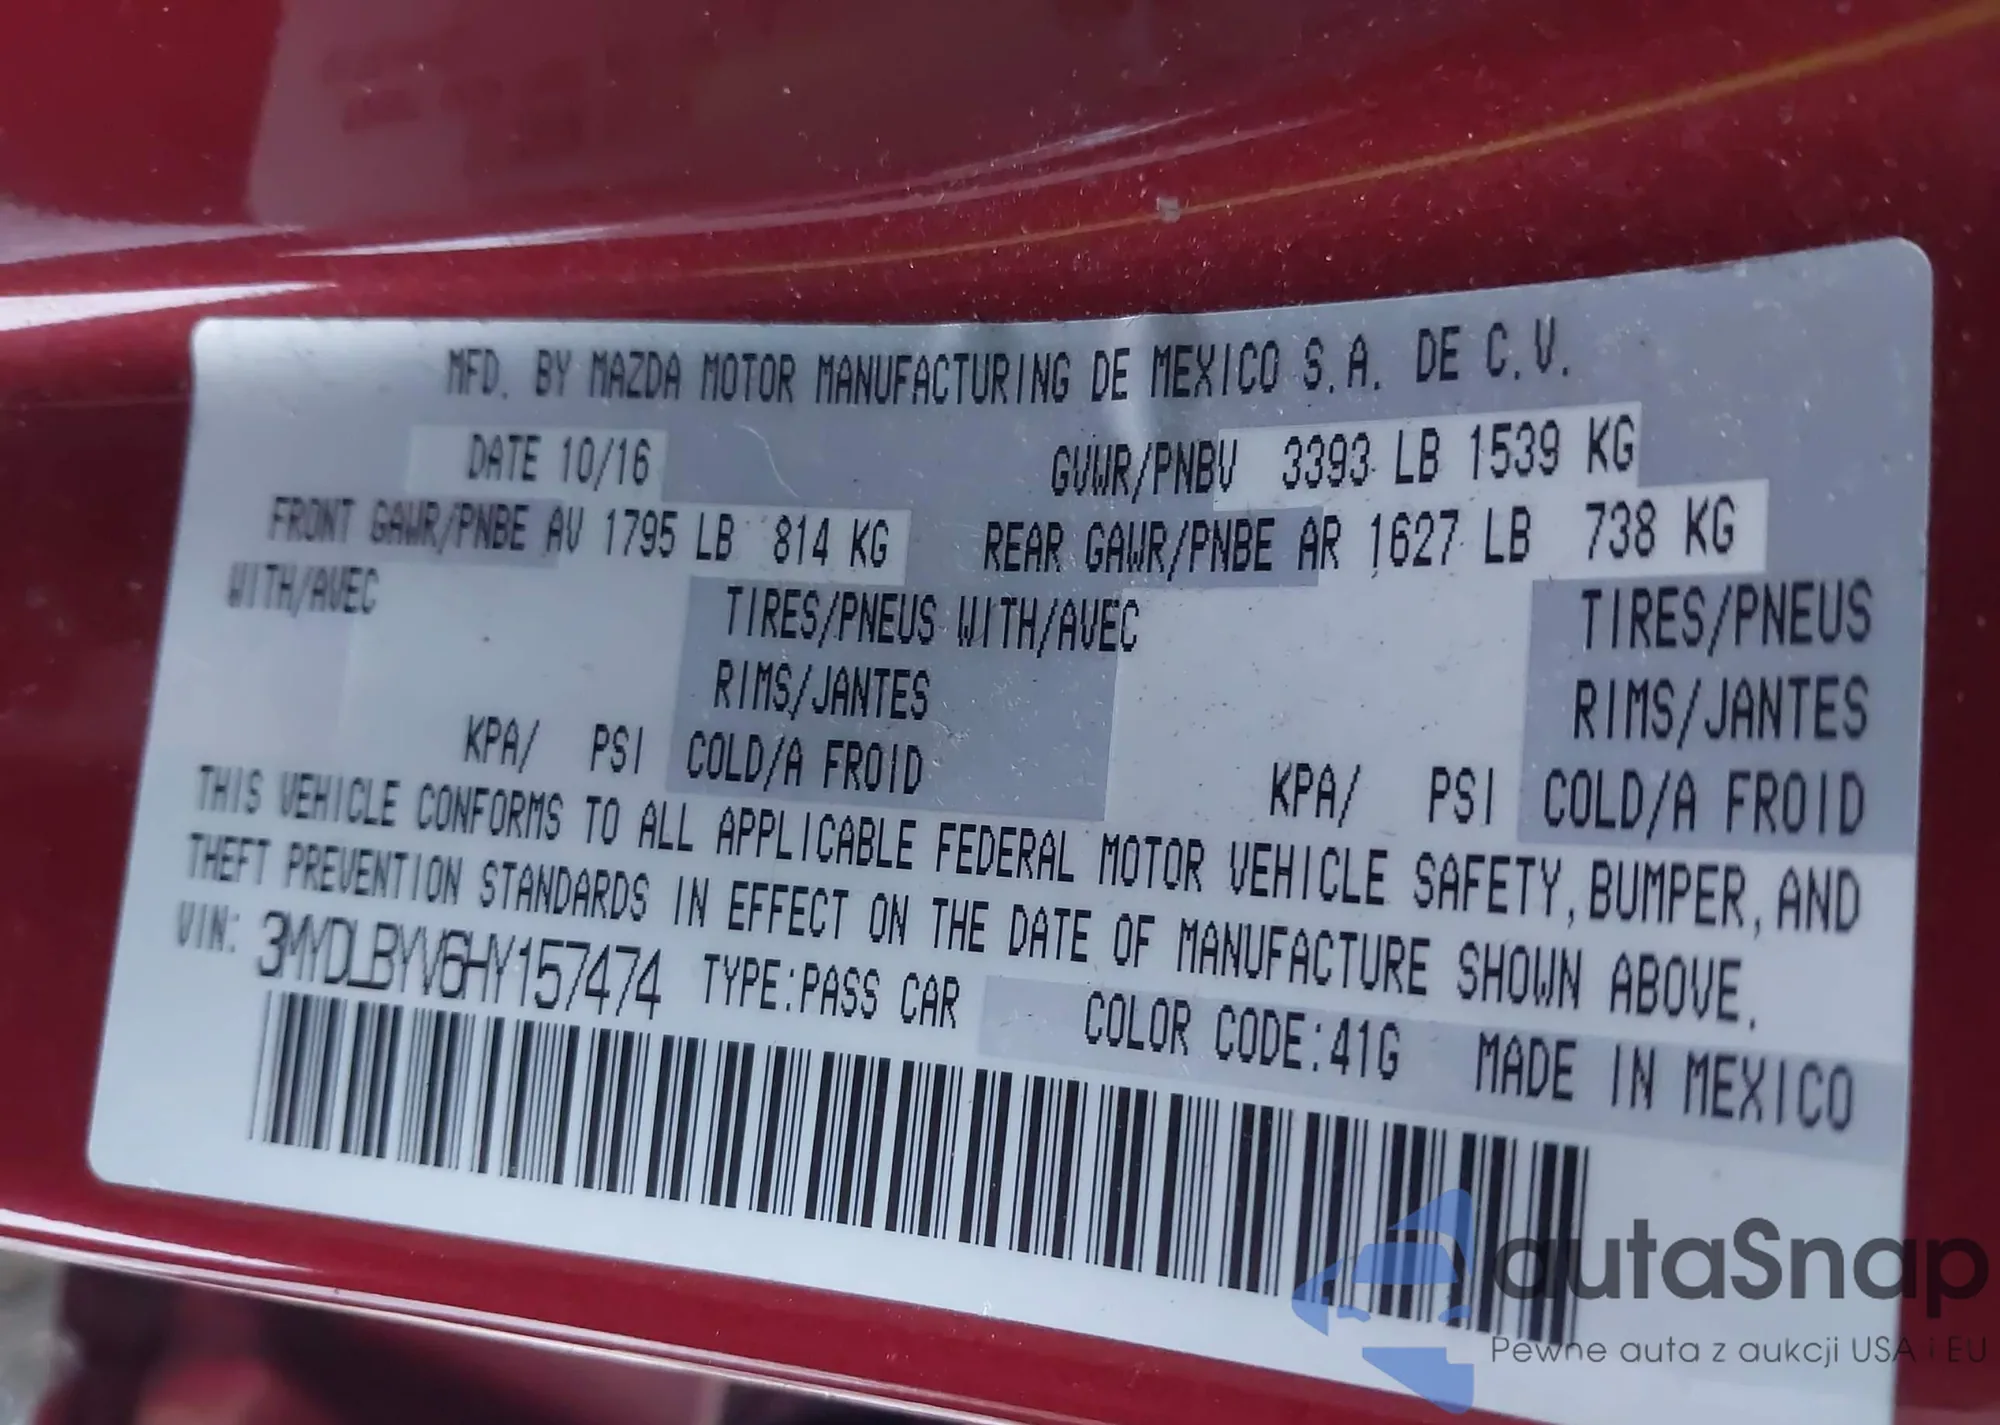 MFD. BY MAZDA MOTOR MANUFACTURING DE MEXICO S.A. DE C.V.
DATE 10/16 GVWR/PNBV 3393 LB 1539 KG
FRONT GAWR/PNBE AV 1795 LB 814 KG REAR GAWR/PNBE AR 1627 LB 738 KG
WITH/AVEC TIRES/PNEUS WITH/AVEC TIRES/PNEUS
RIMS/JANTES RIMS/JANTES
KPA/ PSI COLD/A FROID KPA/ PSI COLD/A FROID
THIS VEHICLE CONFORMS TO ALL APPLICABLE FEDERAL MOTOR VEHICLE SAFETY, BUMPER, AND
THEFT PREVENTION STANDARDS IN EFFECT ON THE DATE OF MANUFACTURE SHOWN ABOVE.
VIN: 3MYDLBYV6HY157474 TYPE:PASS CAR COLOR CODE:41G MADE IN MEXICO
autaSnap
Pewne auta z aukcji USA i EU